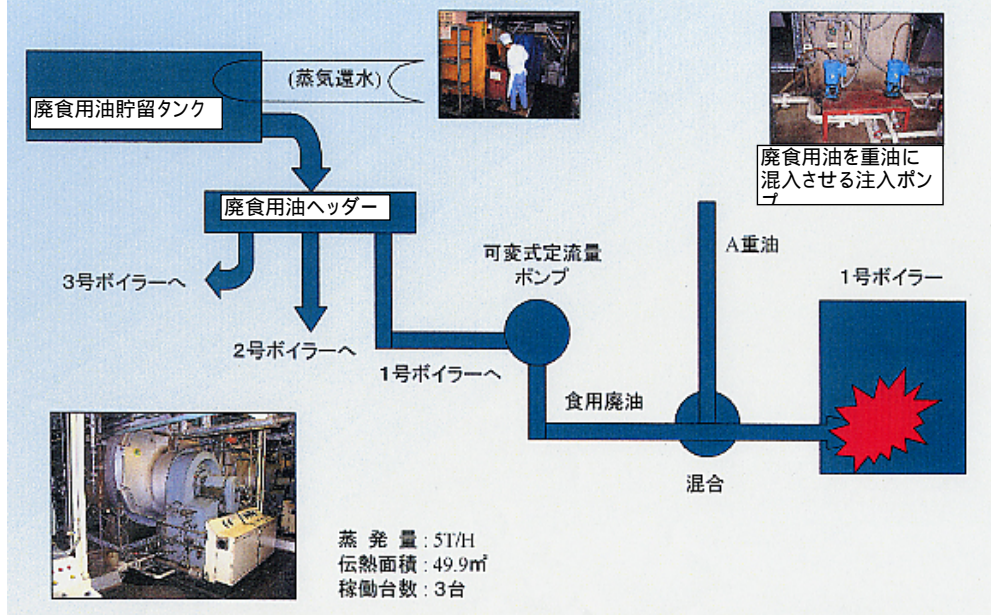 (蒸気還水)
廃食用油貯留タンク
廃食用油を重油に
混入させる注入ポン
プ
廃食用油ヘッダー
A重油
可変式定流量
ポンプ
1号ボイラー
3号ボイラーへ
2号ボイラーへ
1号ボイラーへ
食用廃油
混合
蒸 発 量 : 5T/H
伝熱面積 : 49.9㎡
稼働台数 : 3台